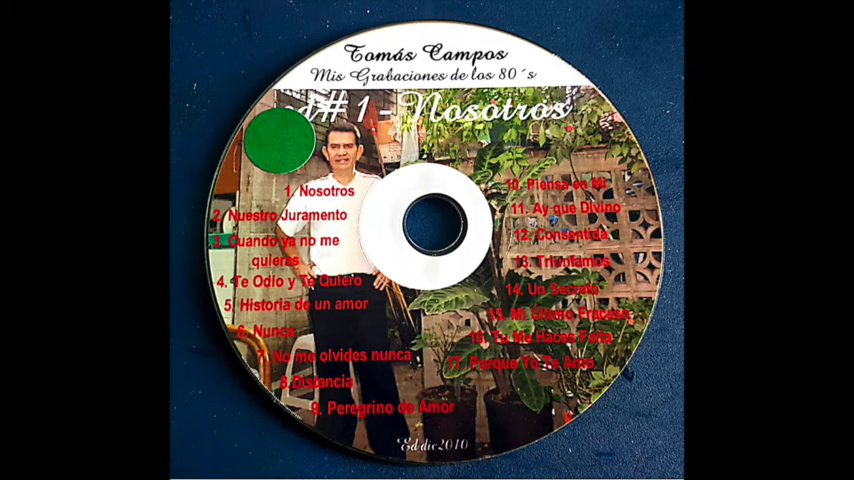 Tomás Campos
Mis Grabaciones de los 80´s
cd# 1 - Nosotros
1. Nosotros
2. Nuestro Juramento
3. Cuando ya no me
quieras
4. Te Odio y Te Quiero
5. Historia de un amor
6. Nunca
7. No me olvides nunca
8.Distancia
9. Peregrino de Amor
10. Piensa en Mi
11. Ay que Divino
12. Consentida
13. Triunfamos
14. Un Secreto
15. Mi Ultimo Fracaso
16. Tu Me Haces Falta
17. Porque Yo Te Amo
Ed dic2010